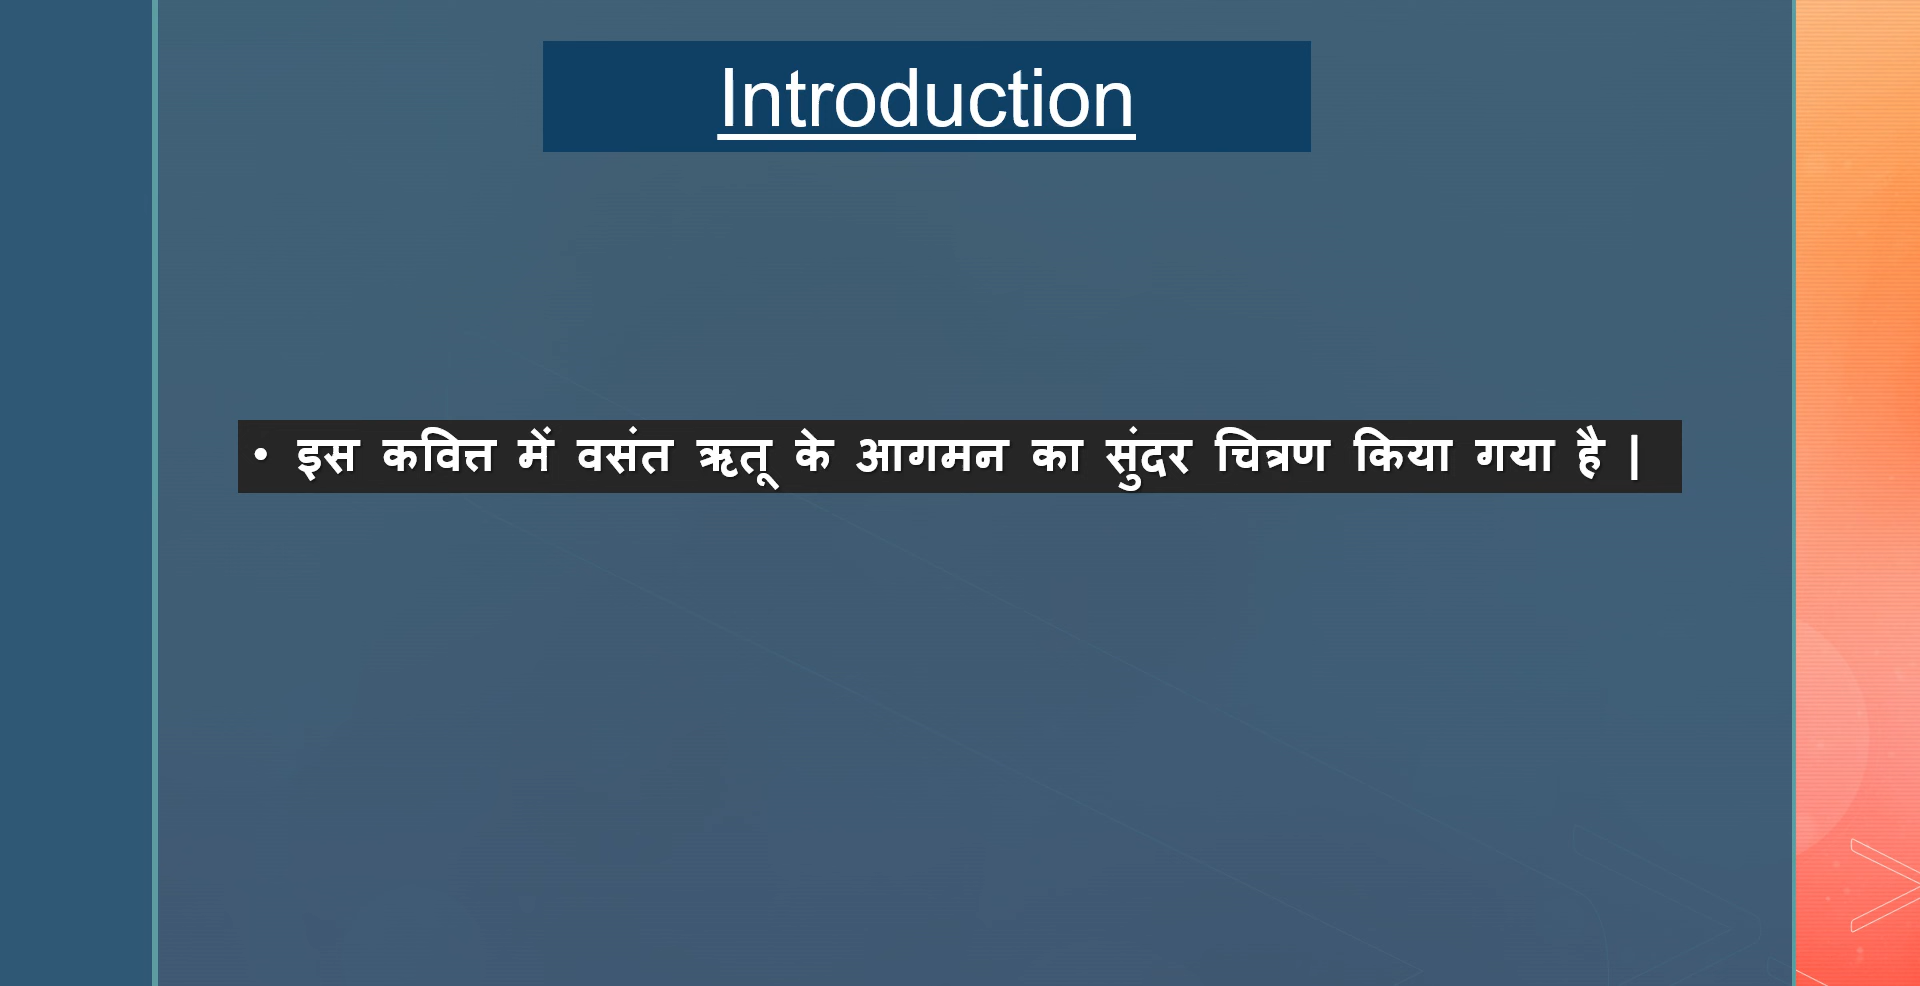 Introduction
• इस कवित्त में वसंत ऋतू के आगमन का सुंदर चित्रण किया गया है |